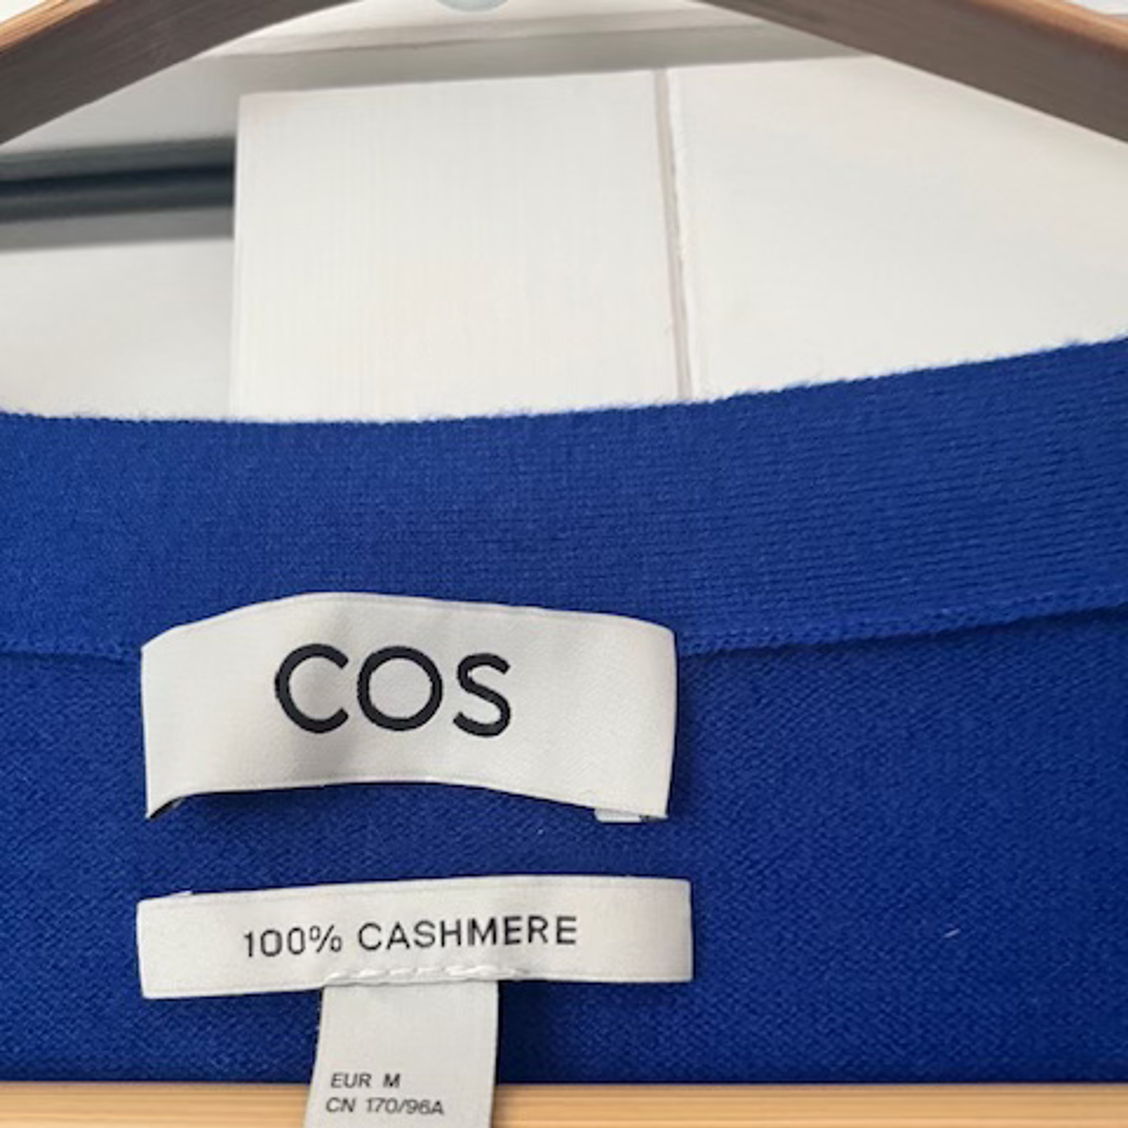 COS
100% CASHMERE
EUR M
CN 170/96A